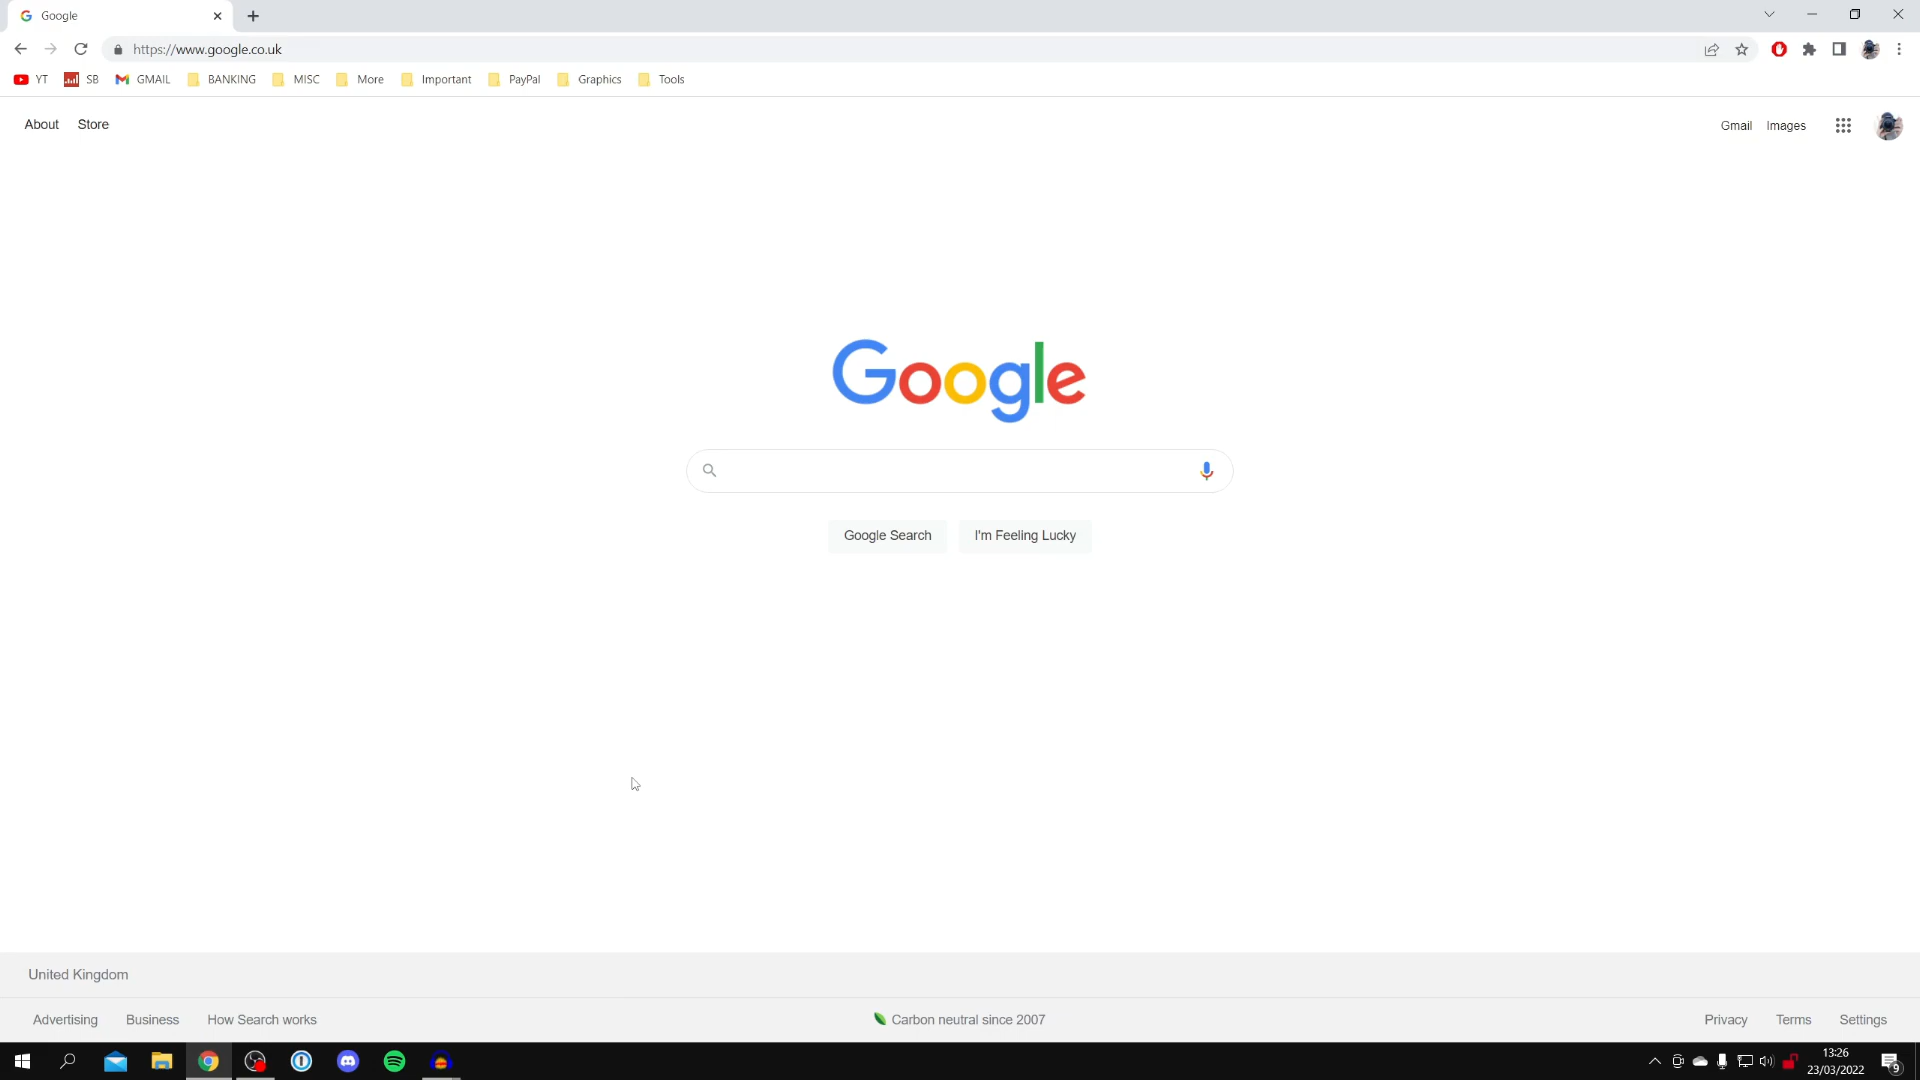 Google
https://www.google.co.uk
YT SB GMAIL BANKING MISC More Important PayPal Graphics Tools
About Store Gmail Images
Google
Google Search I'm Feeling Lucky
United Kingdom
Advertising Business How Search works Carbon neutral since 2007 Privacy Terms Settings
13:26
23/03/2022
9